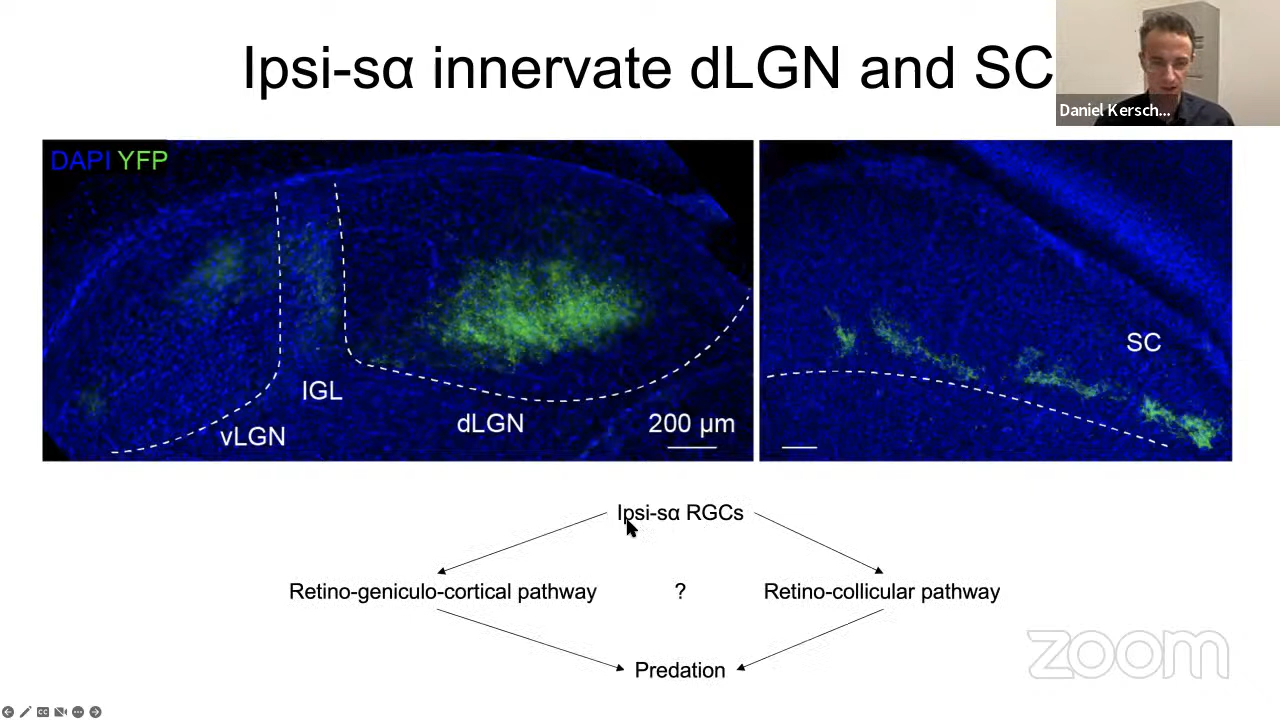 Ipsi-sα innervate dLGN and SC
Daniel Kersch...
DAPI YFP
SC
IGL
vLGN
dLGN
200 µm
Ipsi-sα RGCs
Retino-geniculo-cortical pathway
?
Retino-collicular pathway
Predation
zoom